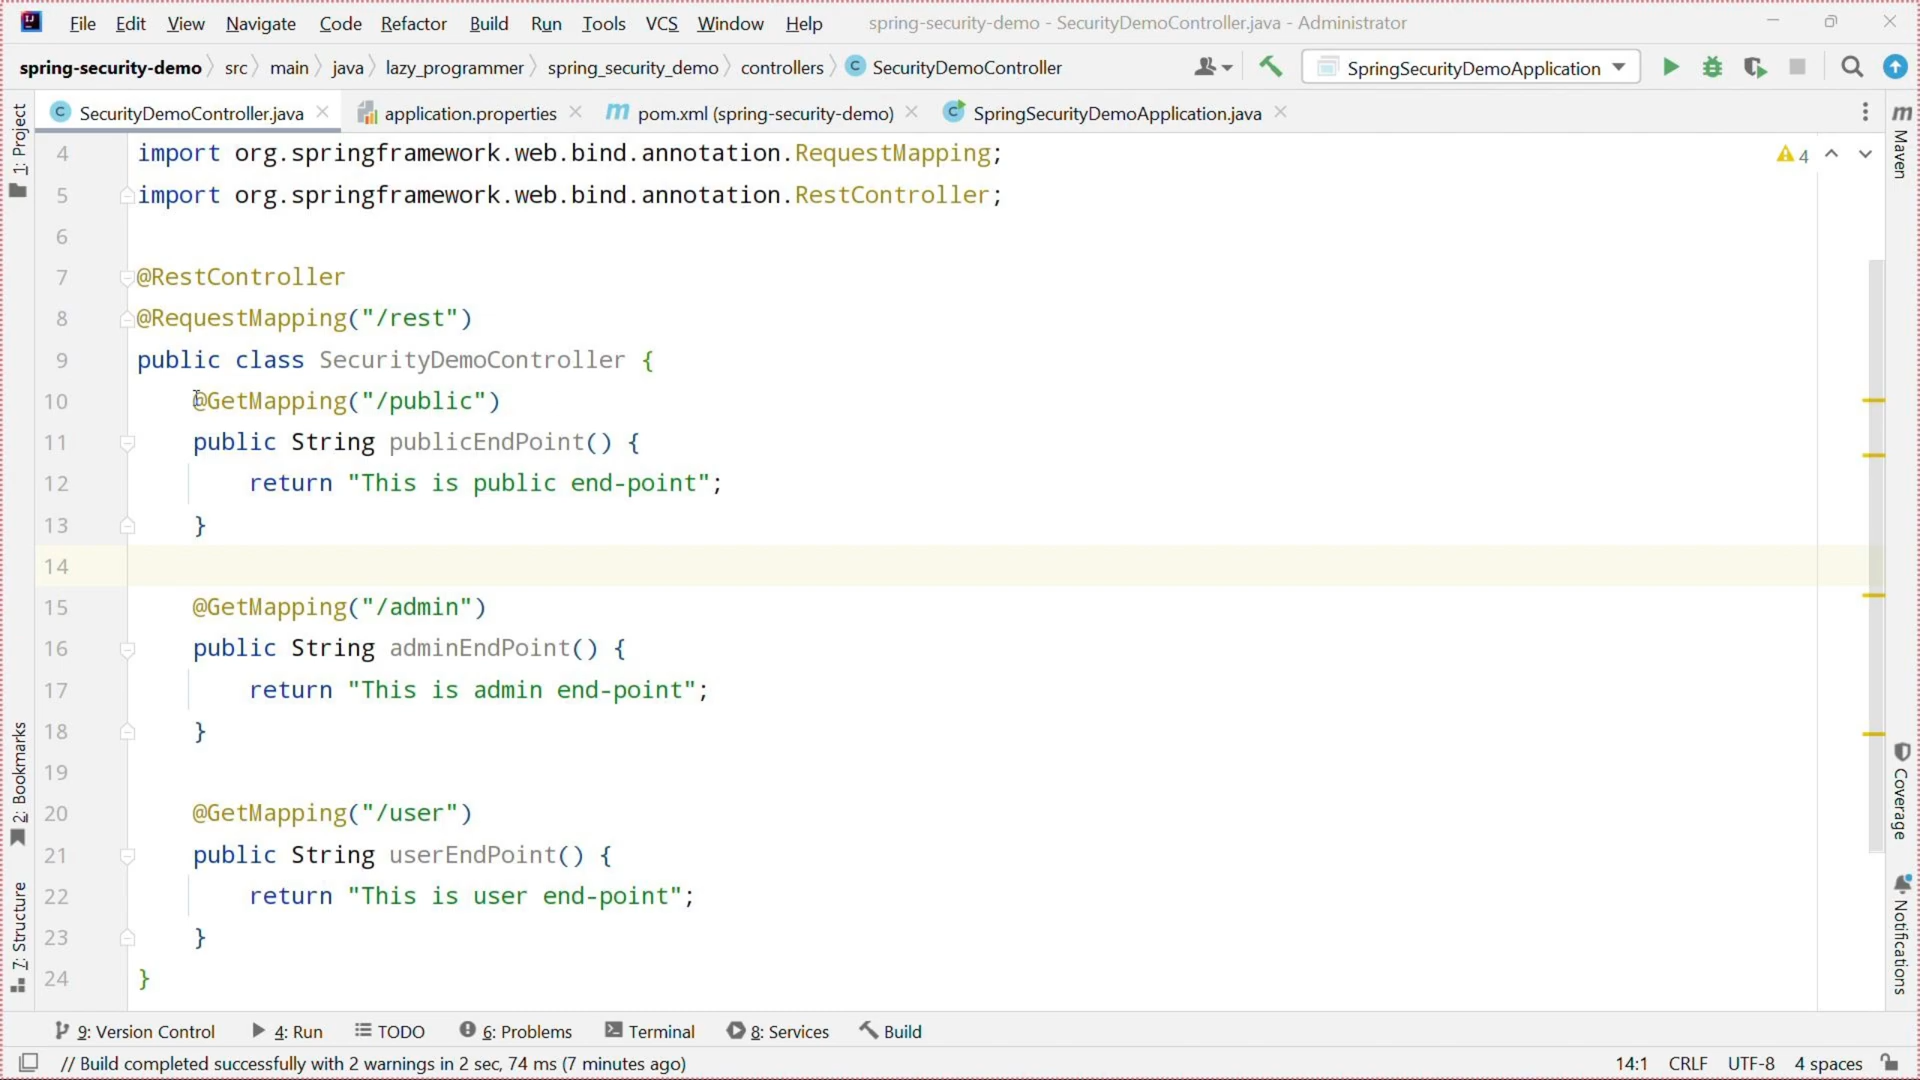 File Edit View Navigate Code Refactor Build Run Tools VCS Window Help spring-security-demo - SecurityDemoController.java - Administrator
spring-security-demo src main java lazy_programmer spring_security_demo controllers SecurityDemoController SpringSecurityDemoApplication
SecurityDemoController.java application.properties pom.xml (spring-security-demo) SpringSecurityDemoApplication.java
1: Project
Maven
4
4 import org.springframework.web.bind.annotation.RequestMapping;
5 import org.springframework.web.bind.annotation.RestController;
6
7 @RestController
8 @RequestMapping("/rest")
9 public class SecurityDemoController {
10 @GetMapping("/public")
11 public String publicEndPoint() {
12 return "This is public end-point";
13 }
14
15 @GetMapping("/admin")
16 public String adminEndPoint() {
17 return "This is admin end-point";
18 }
19
20 @GetMapping("/user")
21 public String userEndPoint() {
22 return "This is user end-point";
23 }
24 }
2: Bookmarks
7: Structure
Coverage
Notifications
9: Version Control 4: Run TODO 6: Problems Terminal 8: Services Build
// Build completed successfully with 2 warnings in 2 sec, 74 ms (7 minutes ago) 14:1 CRLF UTF-8 4 spaces